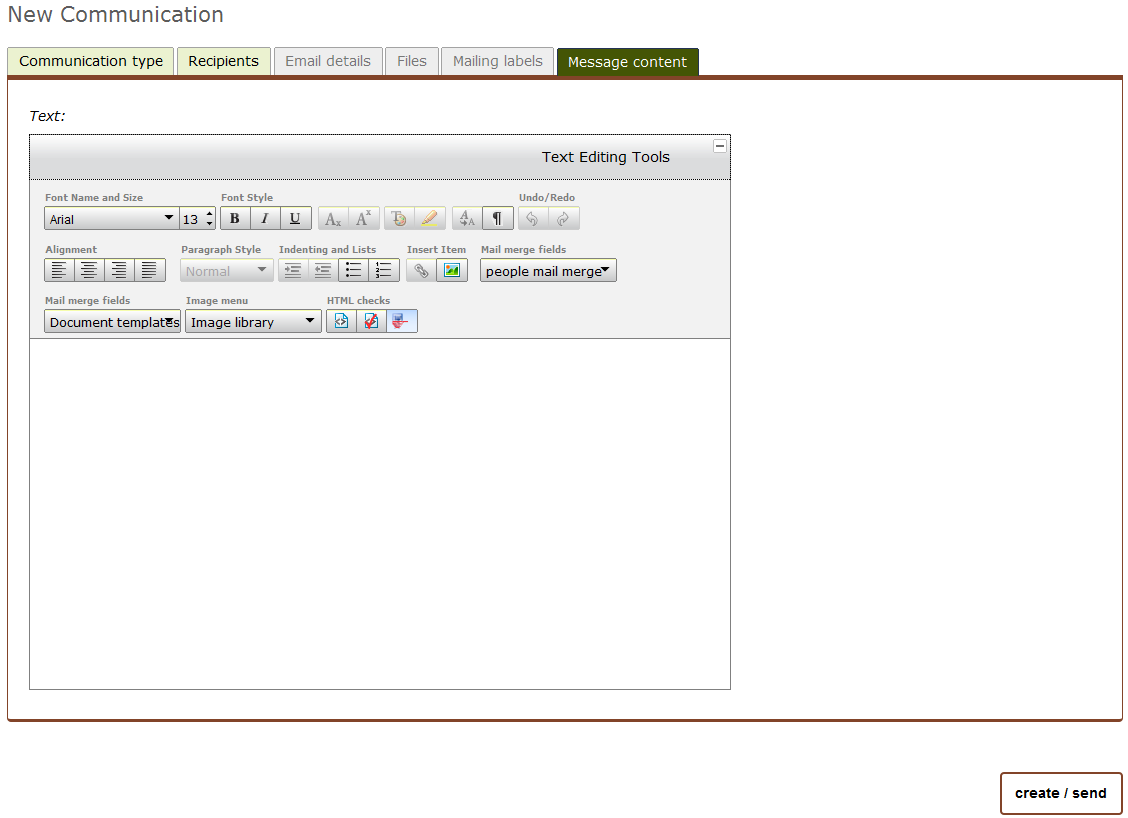 New Communication
Communication type Recipients Email details Files Mailing labels Message content
Text:
Text Editing Tools
Font Name and Size Font Style Undo/Redo
Arial 13 B I U
Alignment Paragraph Style Indenting and Lists Insert Item Mail merge fields
Normal people mail merge
Mail merge fields Image menu HTML checks
Document templates Image library
create / send